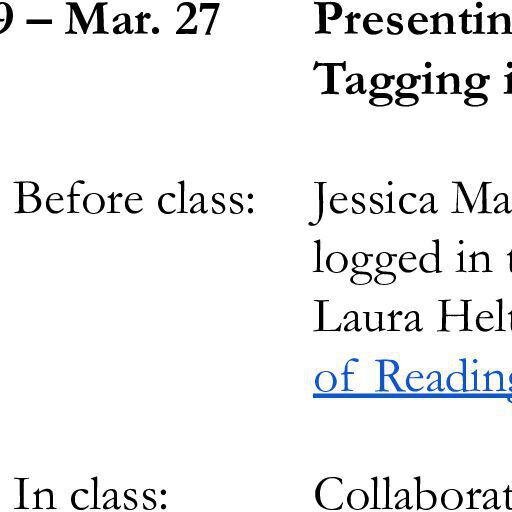 9 – Mar. 27 Presentin
Tagging i
Before class: Jessica Ma
logged in t
Laura Helt
of Reading
In class: Collaborat